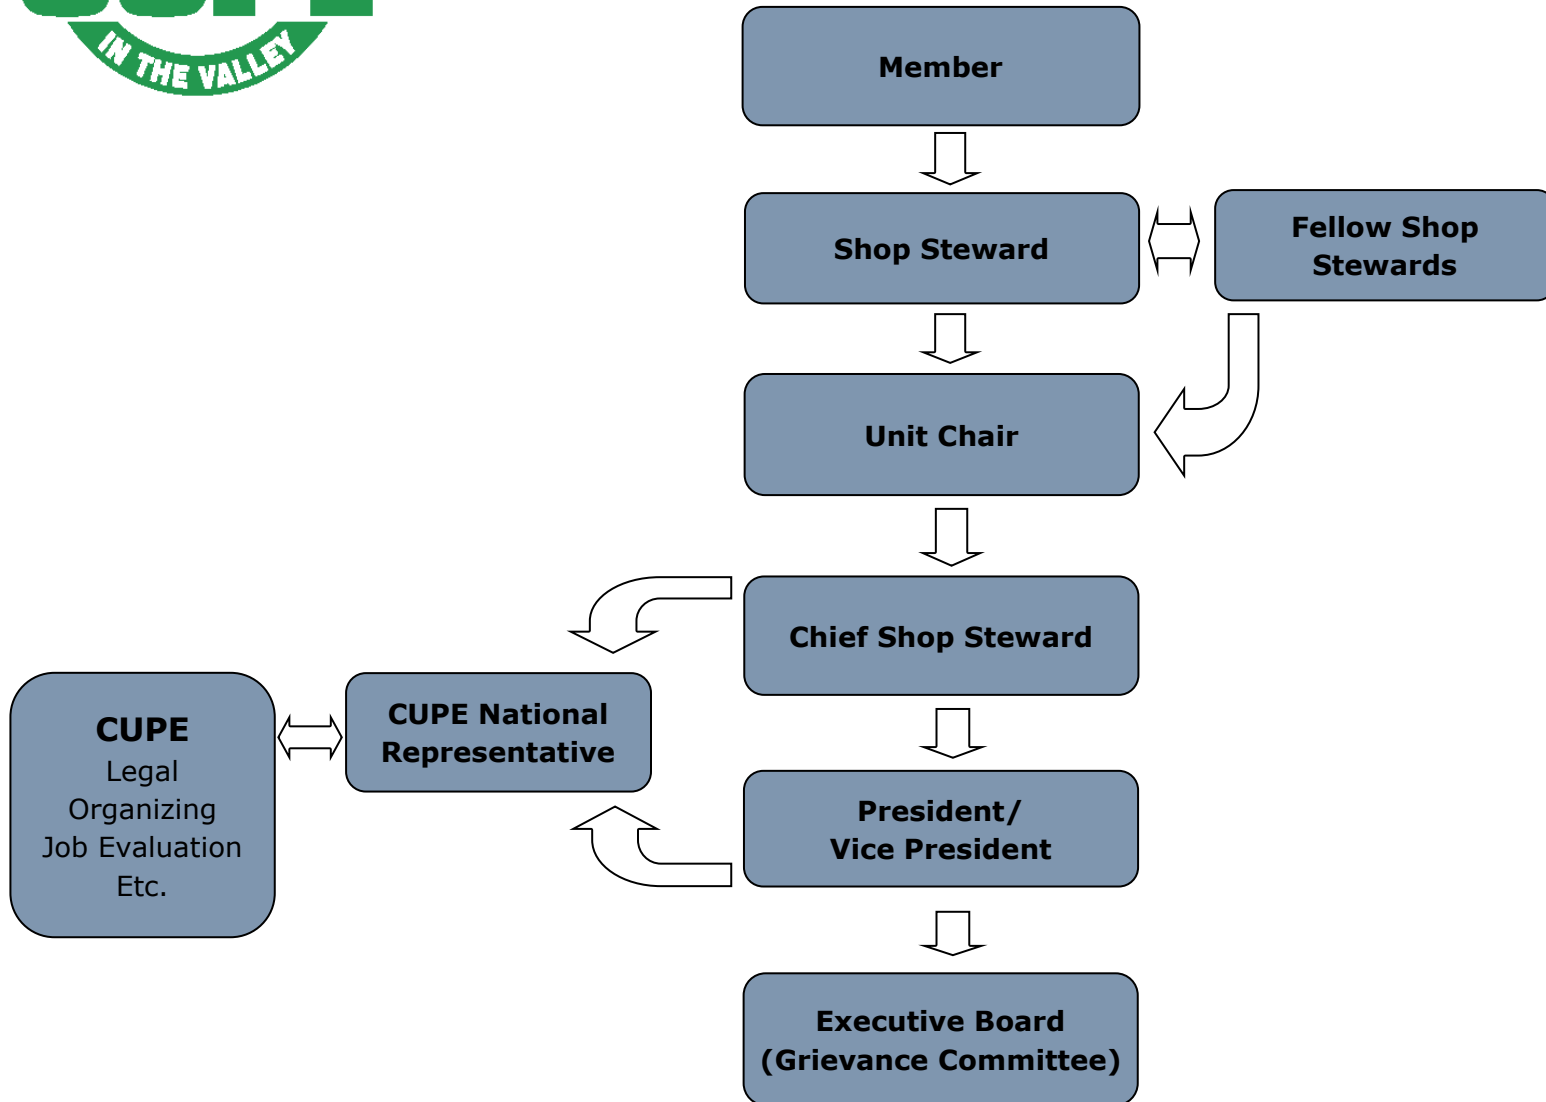 IN THE VALLEY
Member
Shop Steward
Fellow Shop
Stewards
Unit Chair
Chief Shop Steward
CUPE National
Representative
CUPE
Legal
Organizing
Job Evaluation
Etc.
President/
Vice President
Executive Board
(Grievance Committee)